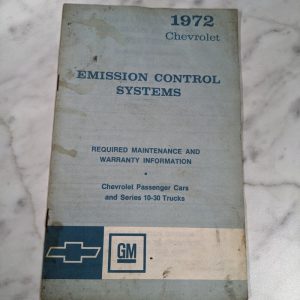 1972
Chevrolet
EMISSION CONTROL
SYSTEMS
REQUIRED MAINTENANCE AND
WARRANTY INFORMATION
•
Chevrolet Passenger Cars
and Series 10-30 Trucks
GM